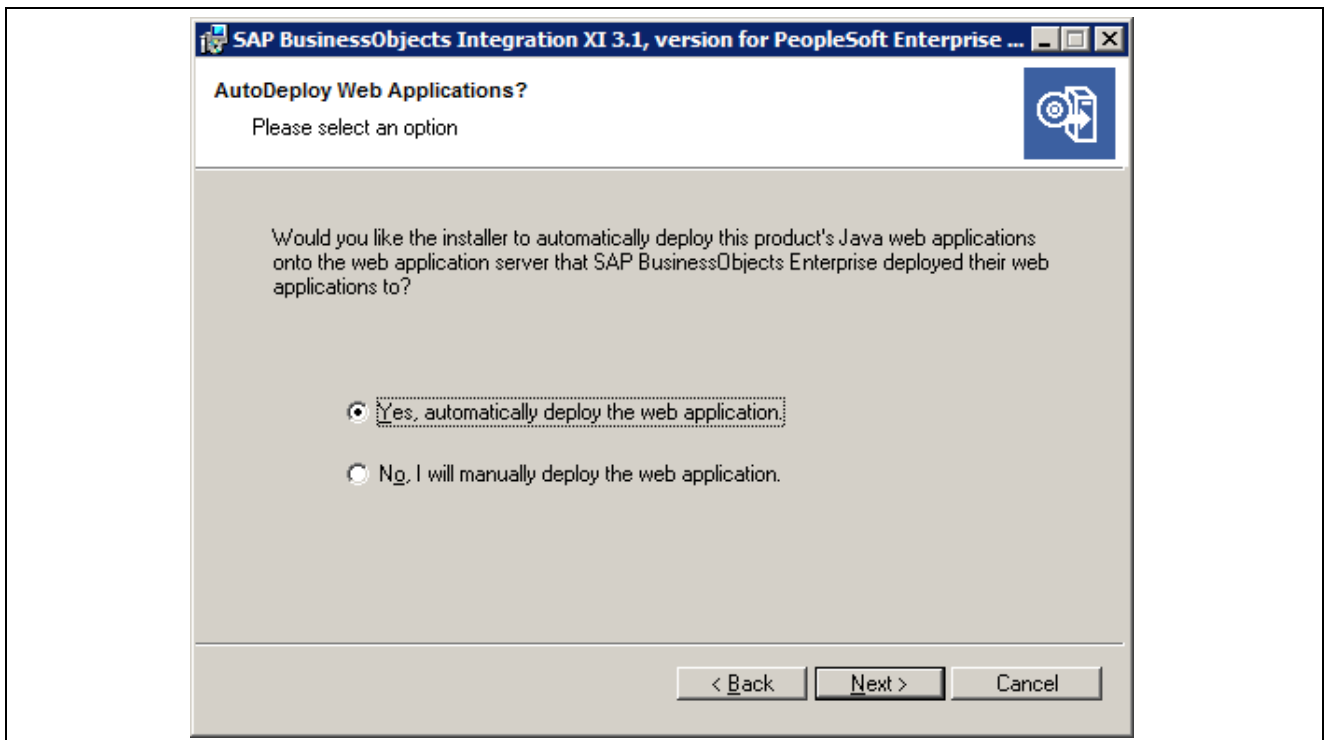 SAP BusinessObjects Integration XI 3.1, version for PeopleSoft Enterprise ...
AutoDeploy Web Applications?
Please select an option
Would you like the installer to automatically deploy this product's Java web applications
onto the web application server that SAP BusinessObjects Enterprise deployed their web
applications to?
Yes, automatically deploy the web application.
No, I will manually deploy the web application.
< Back
Next >
Cancel